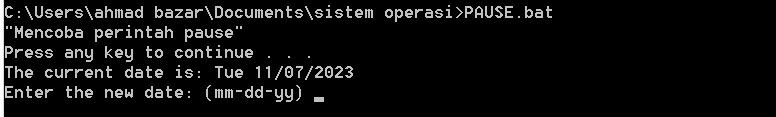 C:\Users\ahmad bazar\Documents\sistem operasi>PAUSE.bat
"Mencoba perintah pause"
Press any key to continue . . .
The current date is: Tue 11/07/2023
Enter the new date: (mm-dd-yy) _